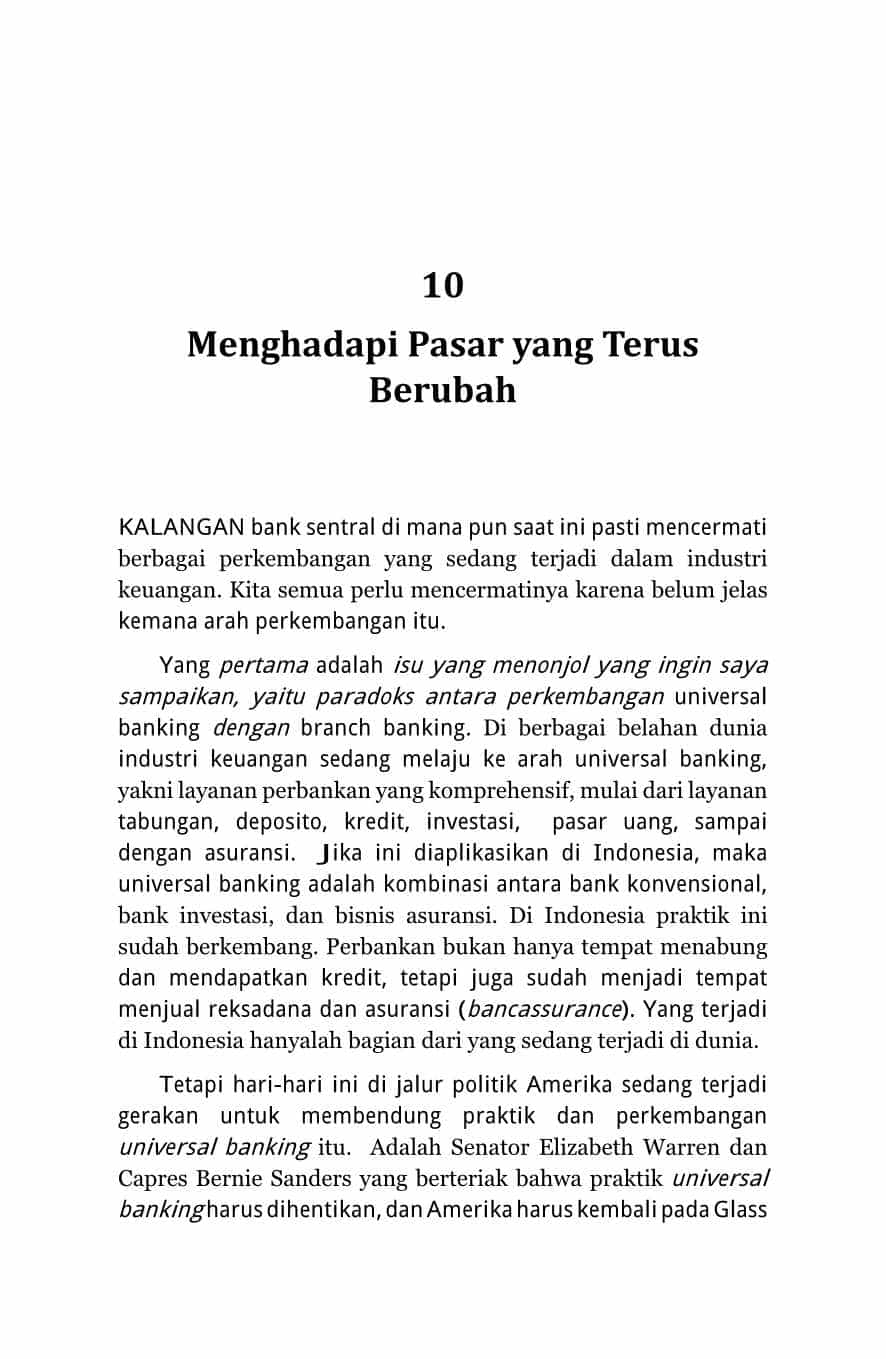 10
Menghadapi Pasar yang Terus
Berubah
KALANGAN bank sentral di mana pun saat ini pasti mencermati
berbagai perkembangan yang sedang terjadi dalam industri
keuangan. Kita semua perlu mencermatinya karena belum jelas
kemana arah perkembangan itu.
Yang pertama adalah isu yang menonjol yang ingin saya
sampaikan, yaitu paradoks antara perkembangan universal
banking dengan branch banking. Di berbagai belahan dunia
industri keuangan sedang melaju ke arah universal banking,
yakni layanan perbankan yang komprehensif, mulai dari layanan
tabungan, deposito, kredit, investasi, pasar uang, sampai
dengan asuransi. Jika ini diaplikasikan di Indonesia, maka
universal banking adalah kombinasi antara bank konvensional,
bank investasi, dan bisnis asuransi. Di Indonesia praktik ini
sudah berkembang. Perbankan bukan hanya tempat menabung
dan mendapatkan kredit, tetapi juga sudah menjadi tempat
menjual reksadana dan asuransi (bancassurance). Yang terjadi
di Indonesia hanyalah bagian dari yang sedang terjadi di dunia.
Tetapi hari-hari ini di jalur politik Amerika sedang terjadi
gerakan untuk membendung praktik dan perkembangan
universal banking itu. Adalah Senator Elizabeth Warren dan
Capres Bernie Sanders yang berteriak bahwa praktik universal
banking harus dihentikan, dan Amerika harus kembali pada Glass